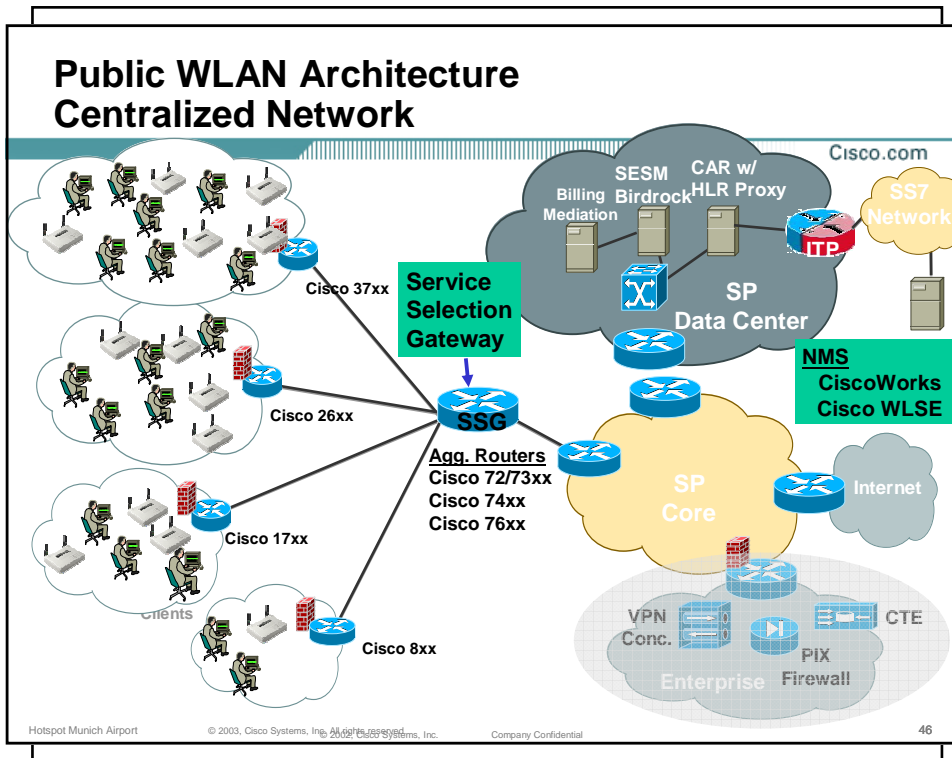 Public WLAN Architecture
Centralized Network
Cisco.com
SESM
Birdrock
CAR w/
HLR Proxy
Billing
Mediation
SS7
Network
ITP
SP
Data Center
Cisco 37xx
Service
Selection
Gateway
NMS
CiscoWorks
Cisco WLSE
Cisco 26xx
SSG
Agg. Routers
Cisco 72/73xx
Cisco 74xx
Cisco 76xx
SP
Core
Internet
Cisco 17xx
Clients
Cisco 8xx
VPN
Conc.
CTE
PIX
Firewall
Enterprise
Hotspot Munich Airport
© 2003, Cisco Systems, Inc. All rights reserved.
© 2002, Cisco Systems, Inc.
Company Confidential
46